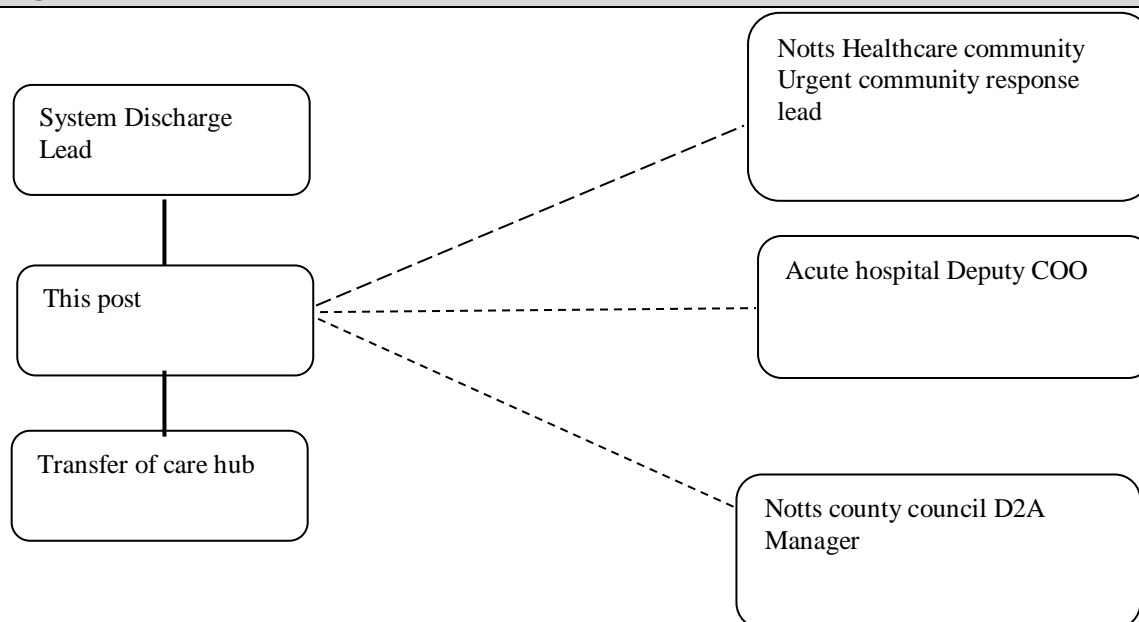 System Discharge
Lead
This post
Transfer of care hub
Notts Healthcare community
Urgent community response
lead
Acute hospital Deputy COO
Notts county council D2A
Manager